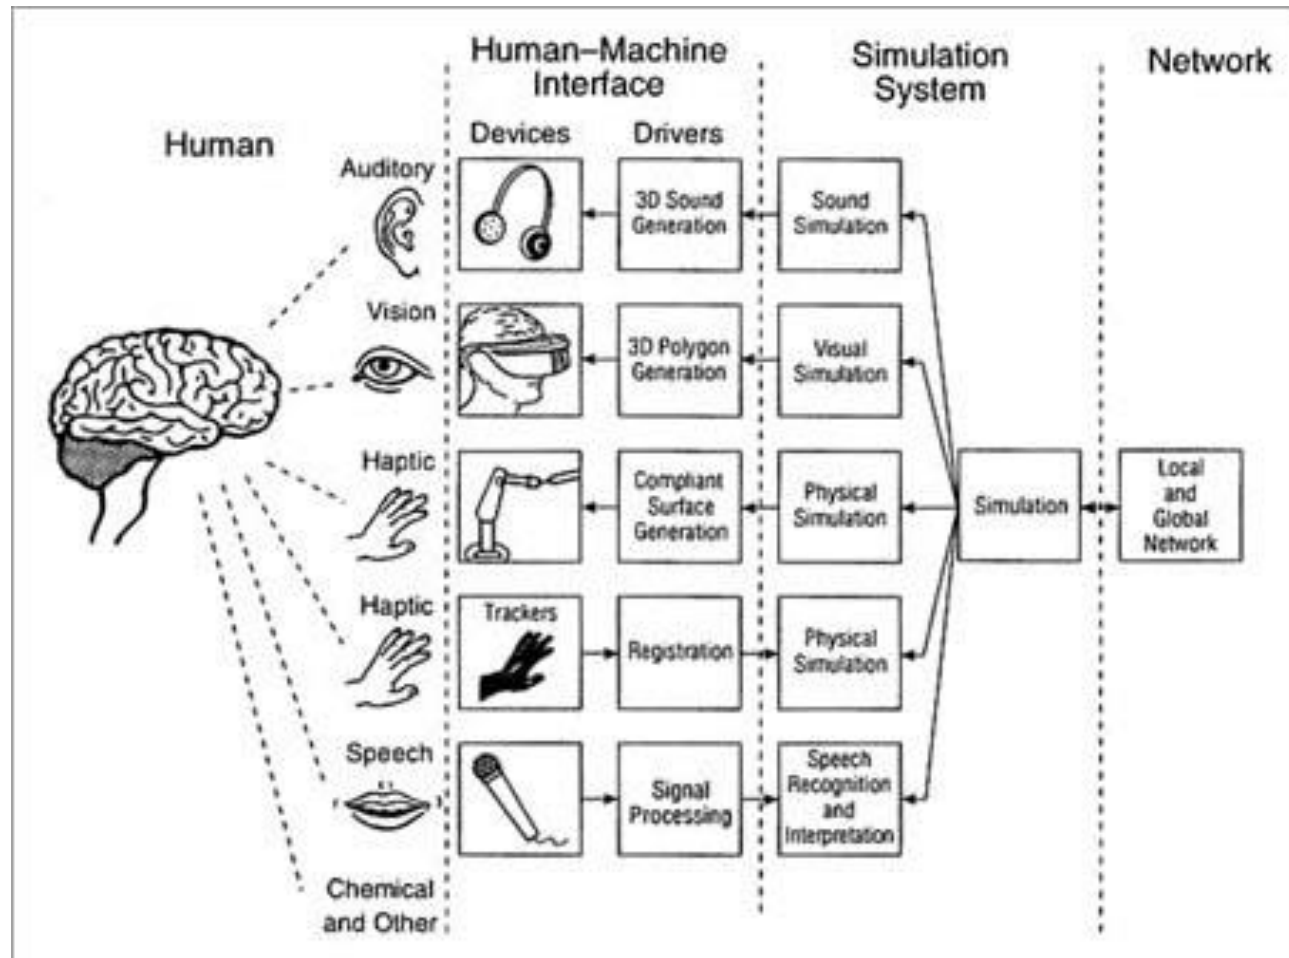 Human–Machine
Interface
Simulation
System
Network
Human
Devices
Drivers
Auditory
3D Sound
Generation
Sound
Simulation
Vision
3D Polygon
Generation
Visual
Simulation
Haptic
Compliant
Surface
Generation
Physical
Simulation
Simulation
Local
and
Global
Network
Haptic
Trackers
Registration
Physical
Simulation
Speech
Signal
Processing
Speech
Recognition
and
Interpretation
Chemical
and Other